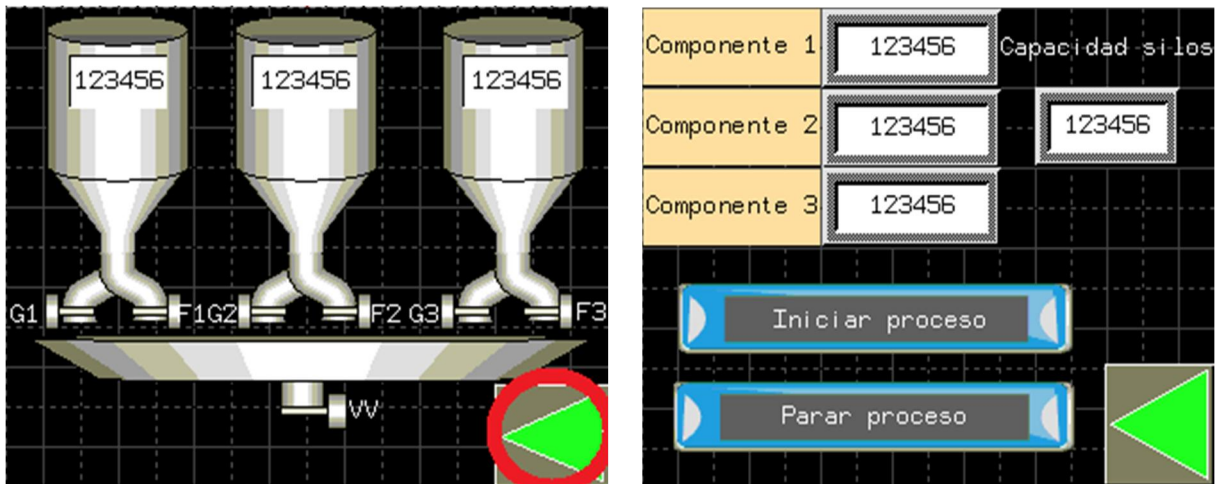 123456 123456 123456
G1 F1 G2 F2 G3 F3
VV
Componente 1 123456 Capacidad silos
Componente 2 123456 123456
Componente 3 123456
Iniciar proceso
Parar proceso